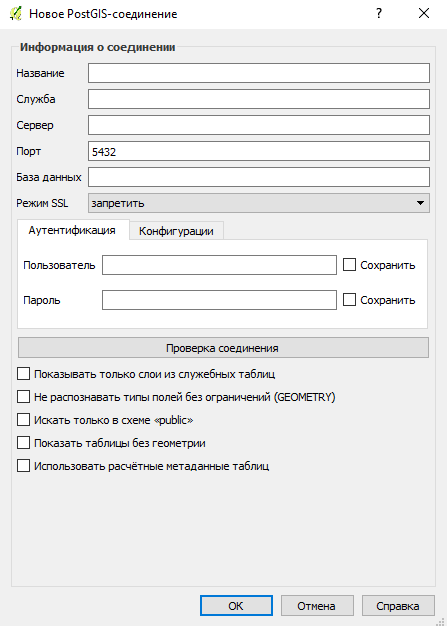 Новое PostGIS-соединение
Информация о соединении
Название
Служба
Сервер
Порт 5432
База данных
Режим SSL запретить
Аутентификация Конфигурации
Пользователь Сохранить
Пароль Сохранить
Проверка соединения
Показывать только слои из служебных таблиц
Не распознавать типы полей без ограничений (GEOMETRY)
Искать только в схеме «public»
Показать таблицы без геометрии
Использовать расчётные метаданные таблиц
OK Отмена Справка